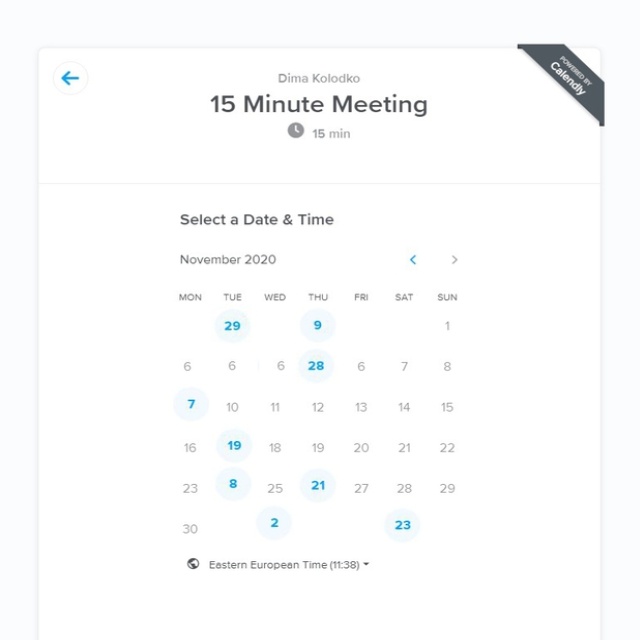 POWERED BY
Calendly
Dima Kolodko
15 Minute Meeting
15 min
Select a Date & Time
November 2020
MON TUE WED THU FRI SAT SUN
29 9 1
6 6 6 28 6 7 8
7 10 11 12 13 14 15
16 19 18 19 20 21 22
23 8 25 21 27 28 29
30 2 23
Eastern European Time (11:38)